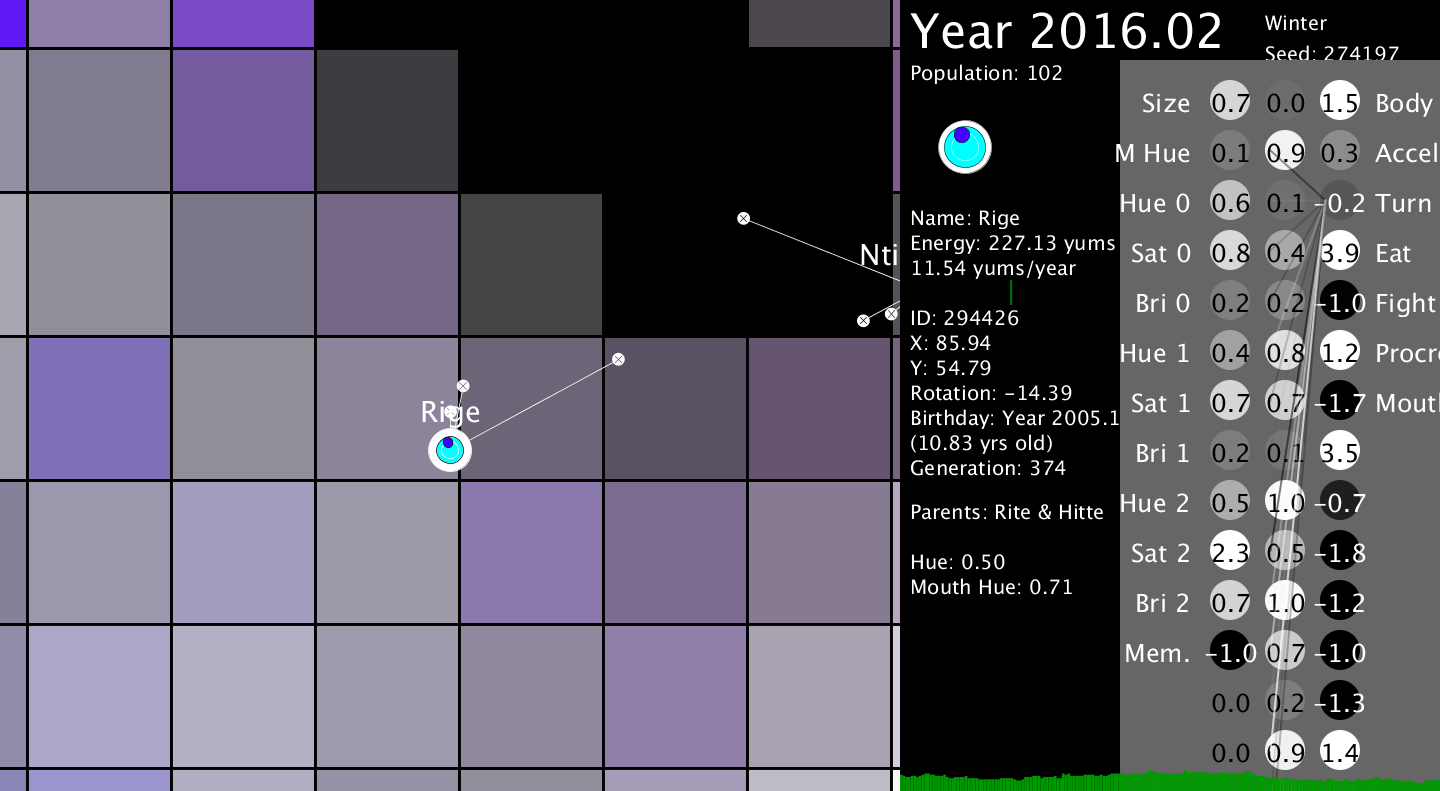 Year 2016.02
Winter
Seed: 274197
Population: 102
Name: Rige
Energy: 227.13 yums
11.54 yums/year
ID: 294426
X: 85.94
Y: 54.79
Rotation: -14.39
Birthday: Year 2005.1
(10.83 yrs old)
Generation: 374
Parents: Rite & Hitte
Hue: 0.50
Mouth Hue: 0.71
Nti
Rige
Size 0.7 0.0 1.5 Body
M Hue 0.1 0.9 0.3 Accel
Hue 0 0.6 0.1 -0.2 Turn
Sat 0 0.8 0.4 3.9 Eat
Bri 0 0.2 0.2 -1.0 Fight
Hue 1 0.4 0.8 1.2 Procre
Sat 1 0.7 0.7 -1.7 Mouth
Bri 1 0.2 0.1 3.5
Hue 2 0.5 1.0 -0.7
Sat 2 2.3 0.5 -1.8
Bri 2 0.7 1.0 -1.2
Mem. -1.0 0.7 -1.0
0.0 0.2 -1.3
0.0 0.9 1.4